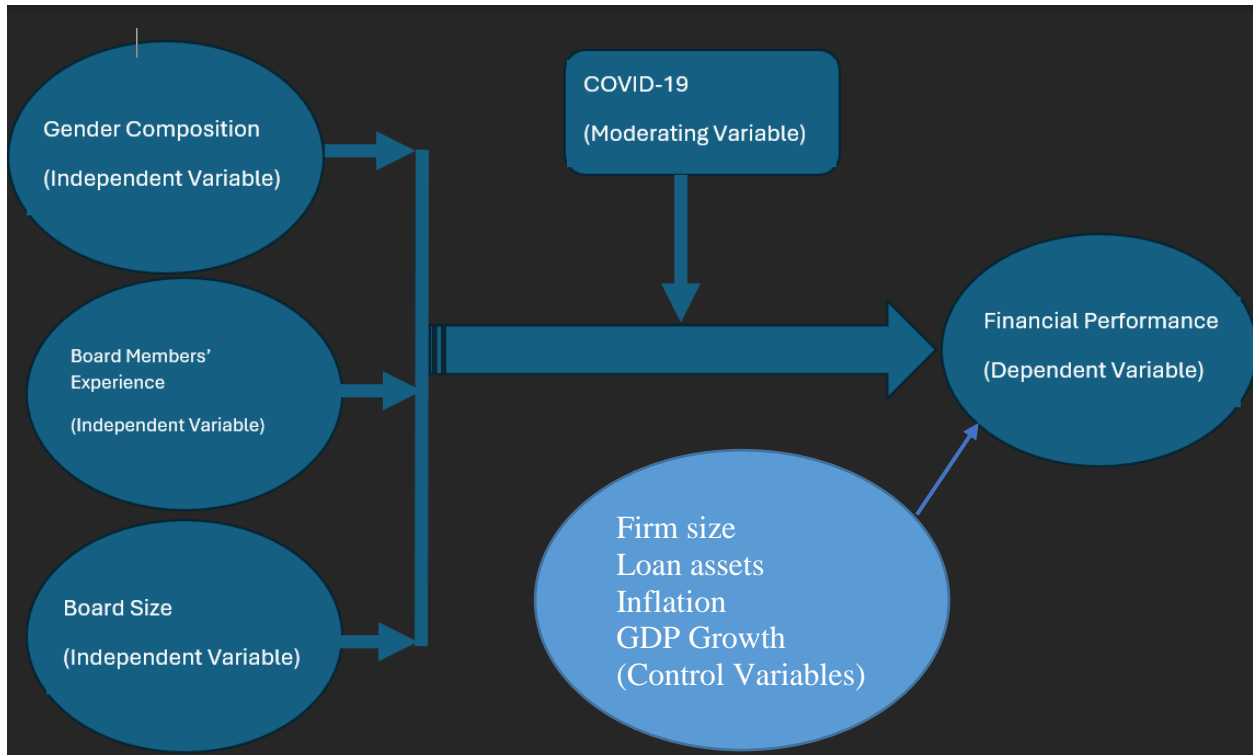 Gender Composition
(Independent Variable)
COVID-19
(Moderating Variable)
Board Members’
Experience
(Independent Variable)
Financial Performance
(Dependent Variable)
Board Size
(Independent Variable)
Firm size
Loan assets
Inflation
GDP Growth
(Control Variables)